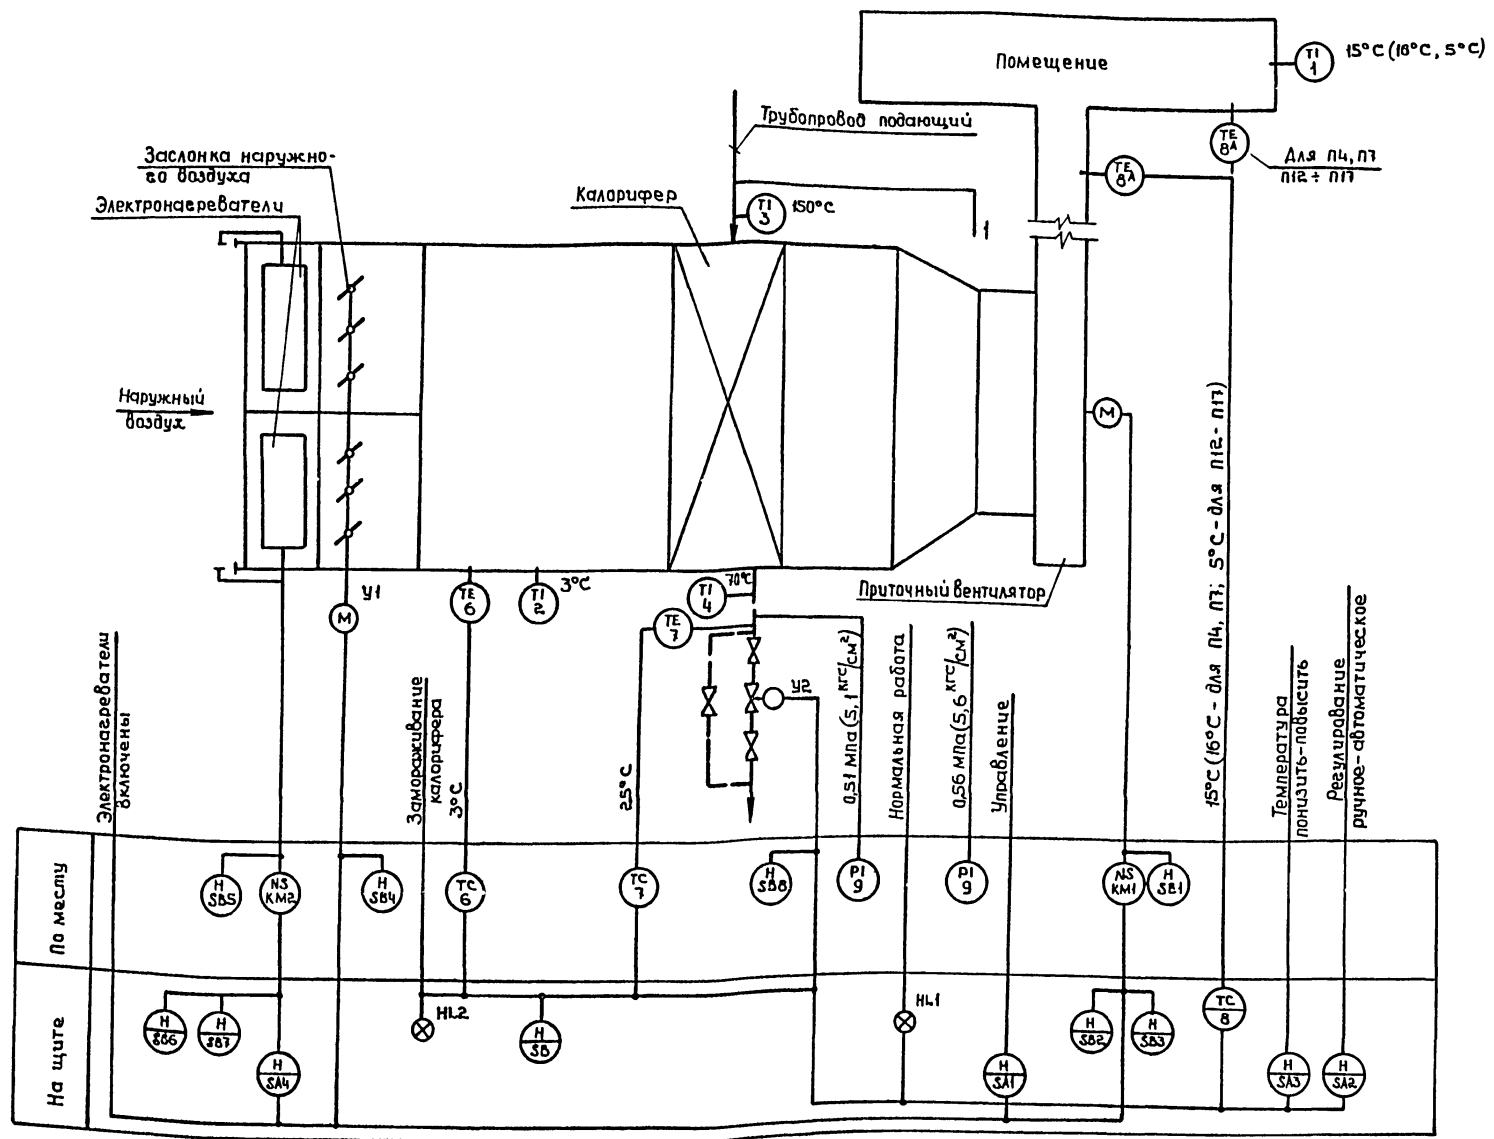 Помещение
TI
1
15°C (16°C, 5°C)
Трубопровод подающий
TE
8A
Для П4, П7
П12 ÷ П17
TE
8A
Заслонка наружно-
го воздуха
Электронагреватели
Калорифер
TI
3
150°C
1
Наружный
воздух
M
15°C (16°C - для П4, П7; 5°C - для П12 - П17)
У1
M
TE
6
TI
2
3°C
TI
4
70°C
TE
7
Приточный вентилятор
У2
Электронагреватели
включены
Замораживание
калорифера
3°C
25°C
0,51 МПа (5,1 кгс/см²)
Нормальная работа
0,56 МПа (5,6 кгс/см²)
Управление
Температура
понизить-повысить
Регулирование
ручное-автоматическое
По месту
H
SB5
NS
KM2
H
SB4
TC
6
TC
7
H
SB8
PI
9
PI
9
NS
KM1
H
SB1
На щите
H
SB6
H
SB7
H
SA4
HL2
H
SB
HL1
H
SA1
H
SB2
H
SB3
TC
8
H
SA3
H
SA2